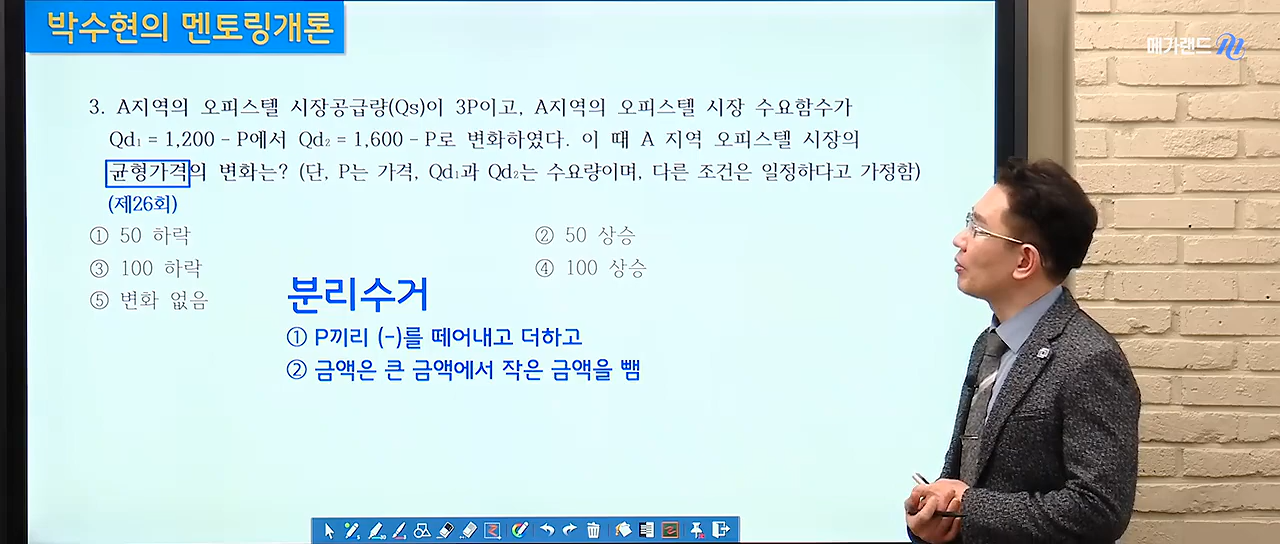 박수현의 멘토링개론
메가랜드
3. A지역의 오피스텔 시장공급량(Qs)이 3P이고, A지역의 오피스텔 시장 수요함수가
Qd₁ = 1,200 - P에서 Qd₂ = 1,600 - P로 변화하였다. 이 때 A 지역 오피스텔 시장의
균형가격의 변화는? (단, P는 가격, Qd₁과 Qd₂는 수요량이며, 다른 조건은 일정하다고 가정함)
(제26회)
① 50 하락
② 50 상승
③ 100 하락
④ 100 상승
⑤ 변화 없음
분리수거
① P끼리 (-)를 떼어내고 더하고
② 금액은 큰 금액에서 작은 금액을 뺌